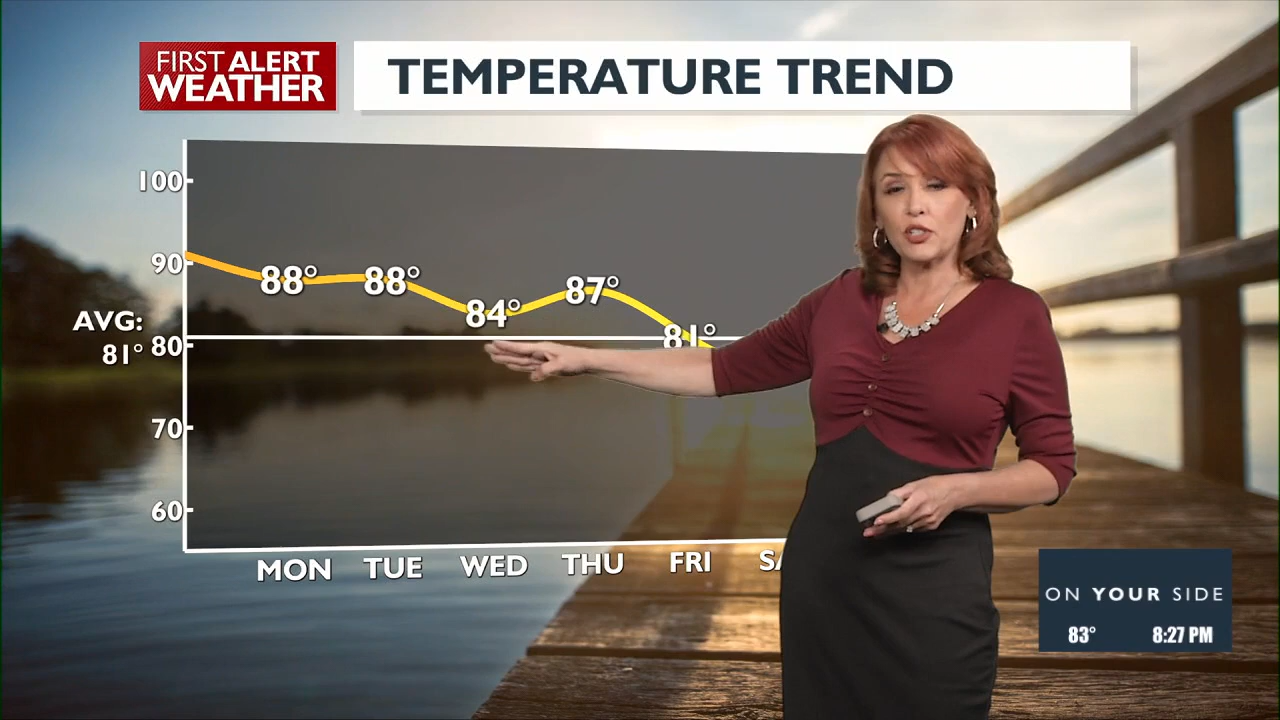 FIRST ALERT
WEATHER
TEMPERATURE TREND
100
90
88° 88° 84° 87° 81°
AVG:
81°
80
70
60
MON TUE WED THU FRI
ON YOUR SIDE
83° 8:27 PM